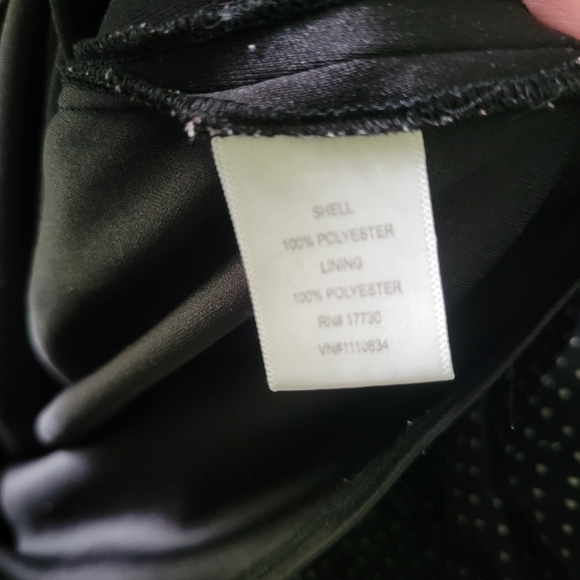 SHELL
100% POLYESTER
LINING
100% POLYESTER
RN# 17730
VN#1110834